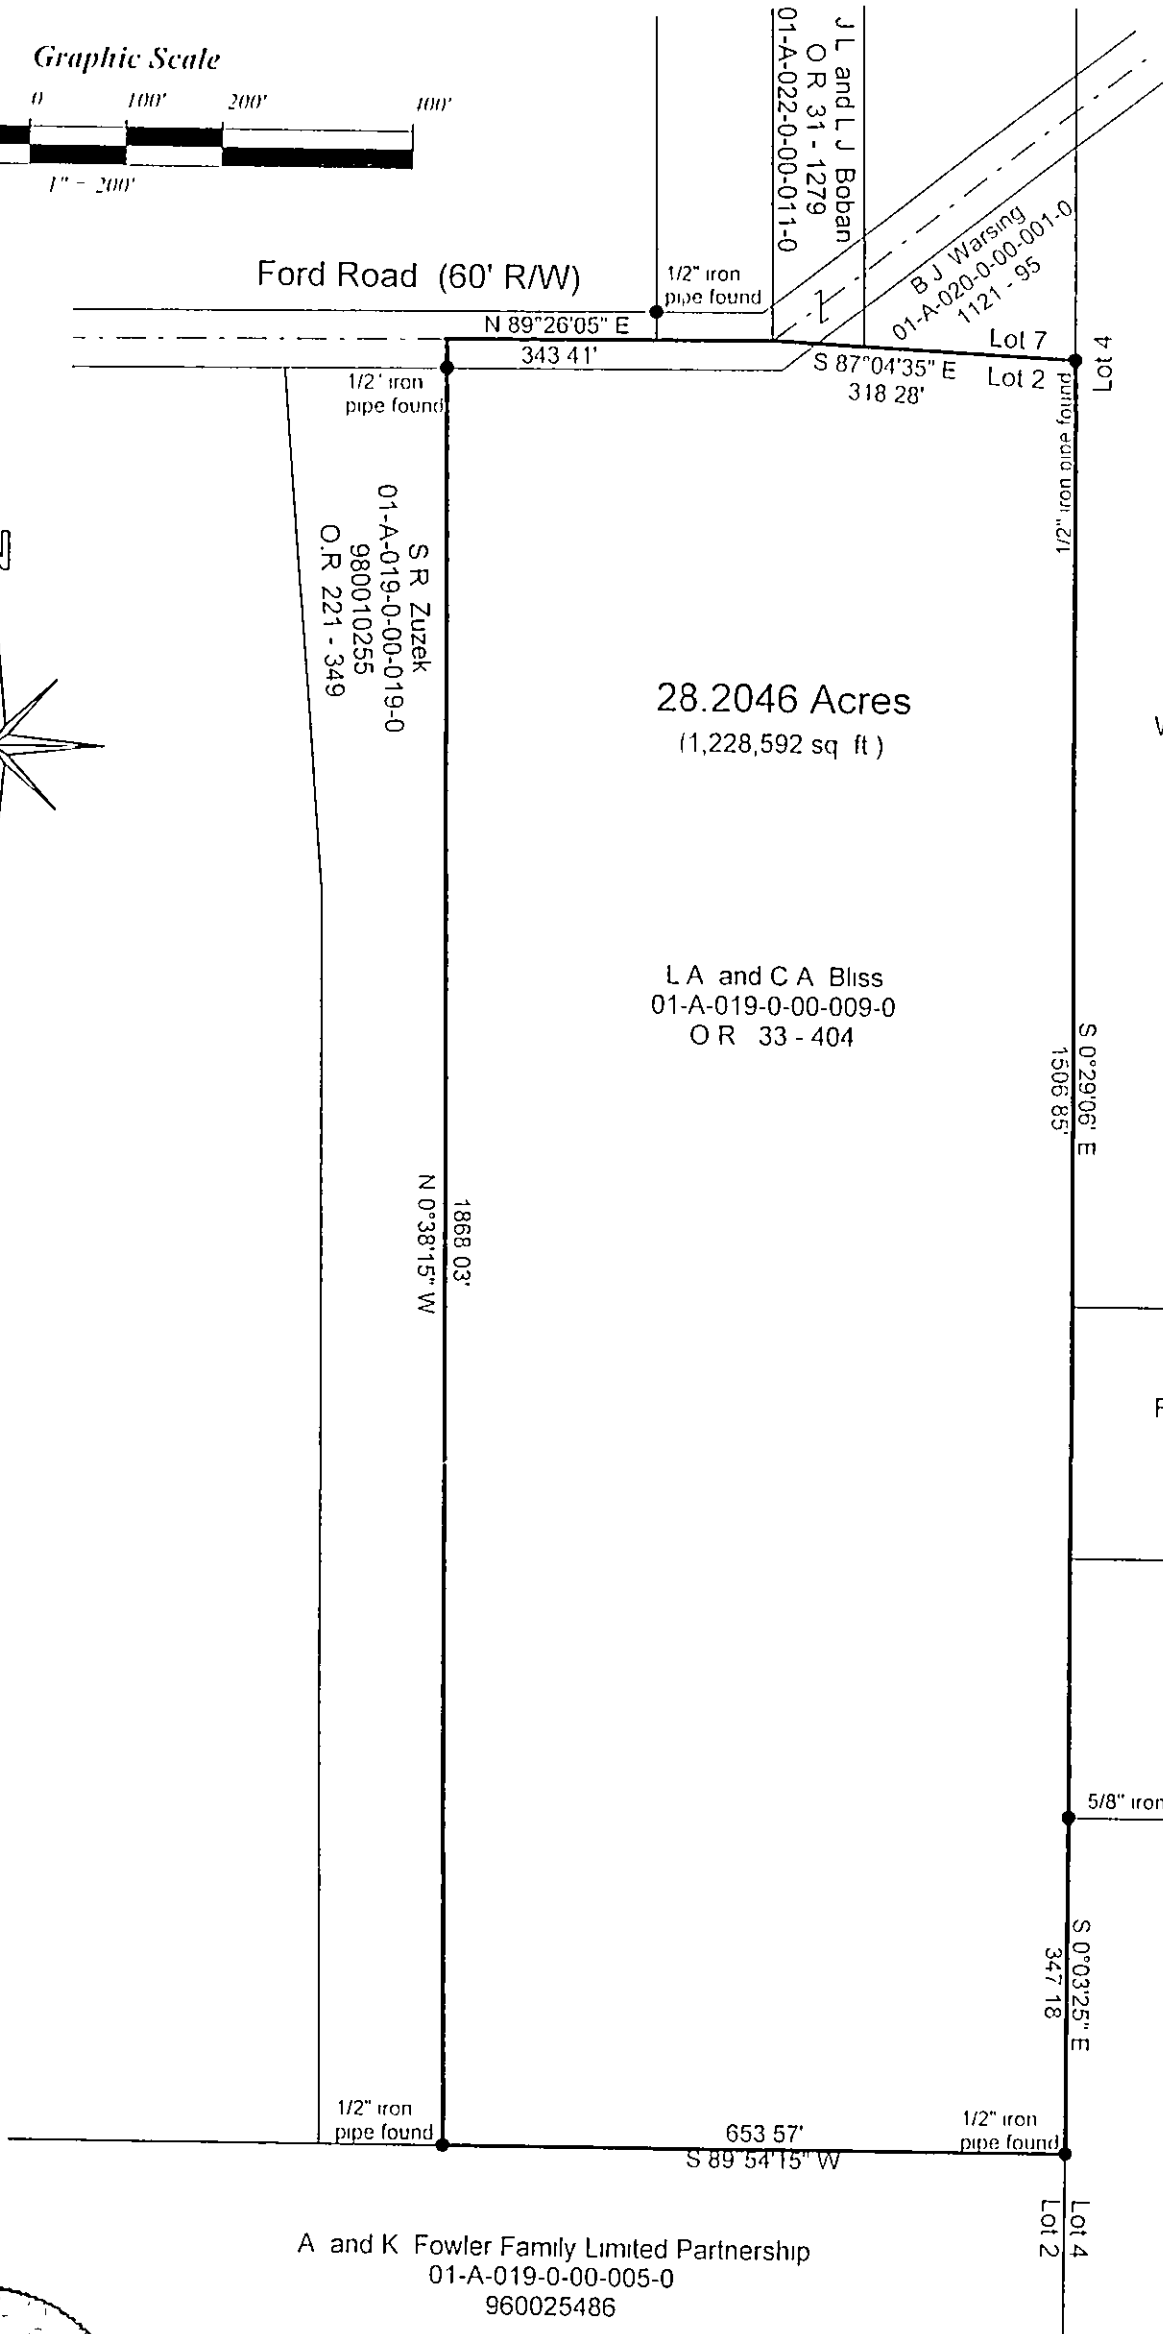 Graphic Scale
0 100' 200' 400'
1" = 200'
J L and L J Boban
O R 31 - 1279
01-A-022-0-00-011-0
B J Warsing
01-A-020-0-00-001-0
1121 - 95
Ford Road (60' R/W)
1/2" iron
pipe found
N 89°26'05" E
343 41'
S 87°04'35" E
318 28'
Lot 7
Lot 2
Lot 4
1/2' iron
pipe found
1/2" iron pipe found
S R Zuzek
01-A-019-0-00-019-0
980010255
O.R 221 - 349
28.2046 Acres
(1,228,592 sq ft )
L A and C A Bliss
01-A-019-0-00-009-0
O R 33 - 404
S 0°29'06' E
1506 85'
1868 03'
N 0°38'15" W
5/8" iron
S 0°03'25" E
347 18
1/2" iron
pipe found
653 57'
S 89°54'15" W
1/2" iron
pipe found
Lot 4
Lot 2
A and K Fowler Family Limited Partnership
01-A-019-0-00-005-0
960025486